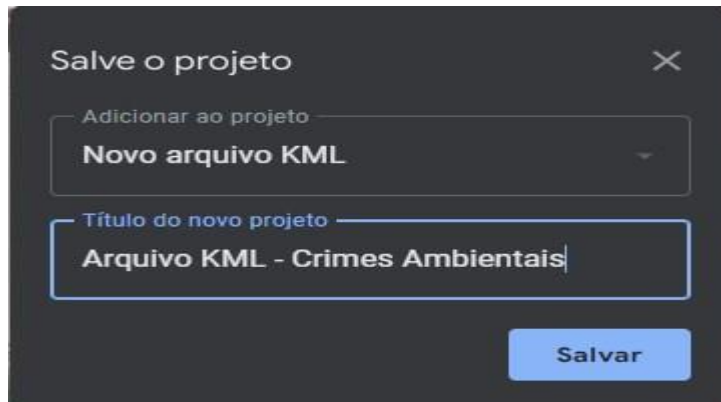 Salve o projeto
Adicionar ao projeto
Novo arquivo KML
Título do novo projeto
Arquivo KML - Crimes Ambientais
Salvar